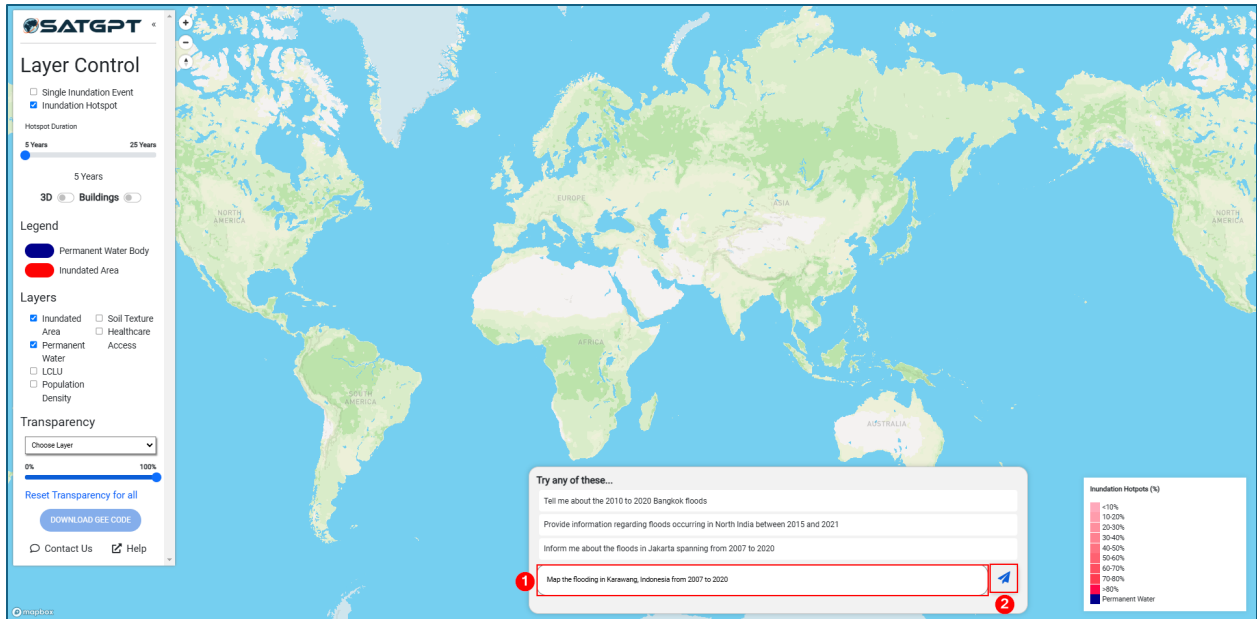 SATGPT «
Layer Control
Single Inundation Event
Inundation Hotspot
Hotspot Duration
5 Years 25 Years
5 Years
3D Buildings
Legend
Permanent Water Body
Inundated Area
Layers
Inundated Area
Permanent Water
LCLU
Population Density
Soil Texture
Healthcare Access
Transparency
Choose Layer
0% 100%
Reset Transparency for all
DOWNLOAD GEE CODE
Contact Us Help
+
−
NORTH AMERICA
SOUTH AMERICA
EUROPE
AFRICA
ASIA
AUSTRALIA
NORTH AMERICA
mapbox
Try any of these...
Tell me about the 2010 to 2020 Bangkok floods
Provide information regarding floods occurring in North India between 2015 and 2021
Inform me about the floods in Jakarta spanning from 2007 to 2020
1 Map the flooding in Karawang, Indonesia from 2007 to 2020
2
Inundation Hotpots (%)
<10%
10-20%
20-30%
30-40%
40-50%
50-60%
60-70%
70-80%
>80%
Permanent Water